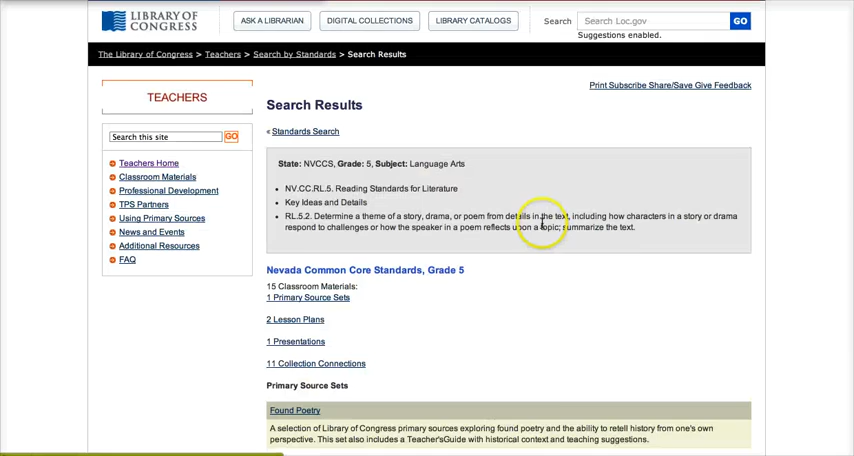 LIBRARY OF
CONGRESS
ASK A LIBRARIAN
DIGITAL COLLECTIONS
LIBRARY CATALOGS
Search
Search Loc.gov
GO
Suggestions enabled.
The Library of Congress > Teachers > Search by Standards > Search Results
Print Subscribe Share/Save Give Feedback
TEACHERS
Search this site
GO
Teachers Home
Classroom Materials
Professional Development
TPS Partners
Using Primary Sources
News and Events
Additional Resources
FAQ
Search Results
« Standards Search
State: NVCCS, Grade: 5, Subject: Language Arts
• NV.CC.RL.5. Reading Standards for Literature
• Key Ideas and Details
• RL.5.2. Determine a theme of a story, drama, or poem from details in the text, including how characters in a story or drama
respond to challenges or how the speaker in a poem reflects upon a topic; summarize the text.
Nevada Common Core Standards, Grade 5
15 Classroom Materials:
1 Primary Source Sets
2 Lesson Plans
1 Presentations
11 Collection Connections
Primary Source Sets
Found Poetry
A selection of Library of Congress primary sources exploring found poetry and the ability to retell history from one's own
perspective. This set also includes a Teacher'sGuide with historical context and teaching suggestions.